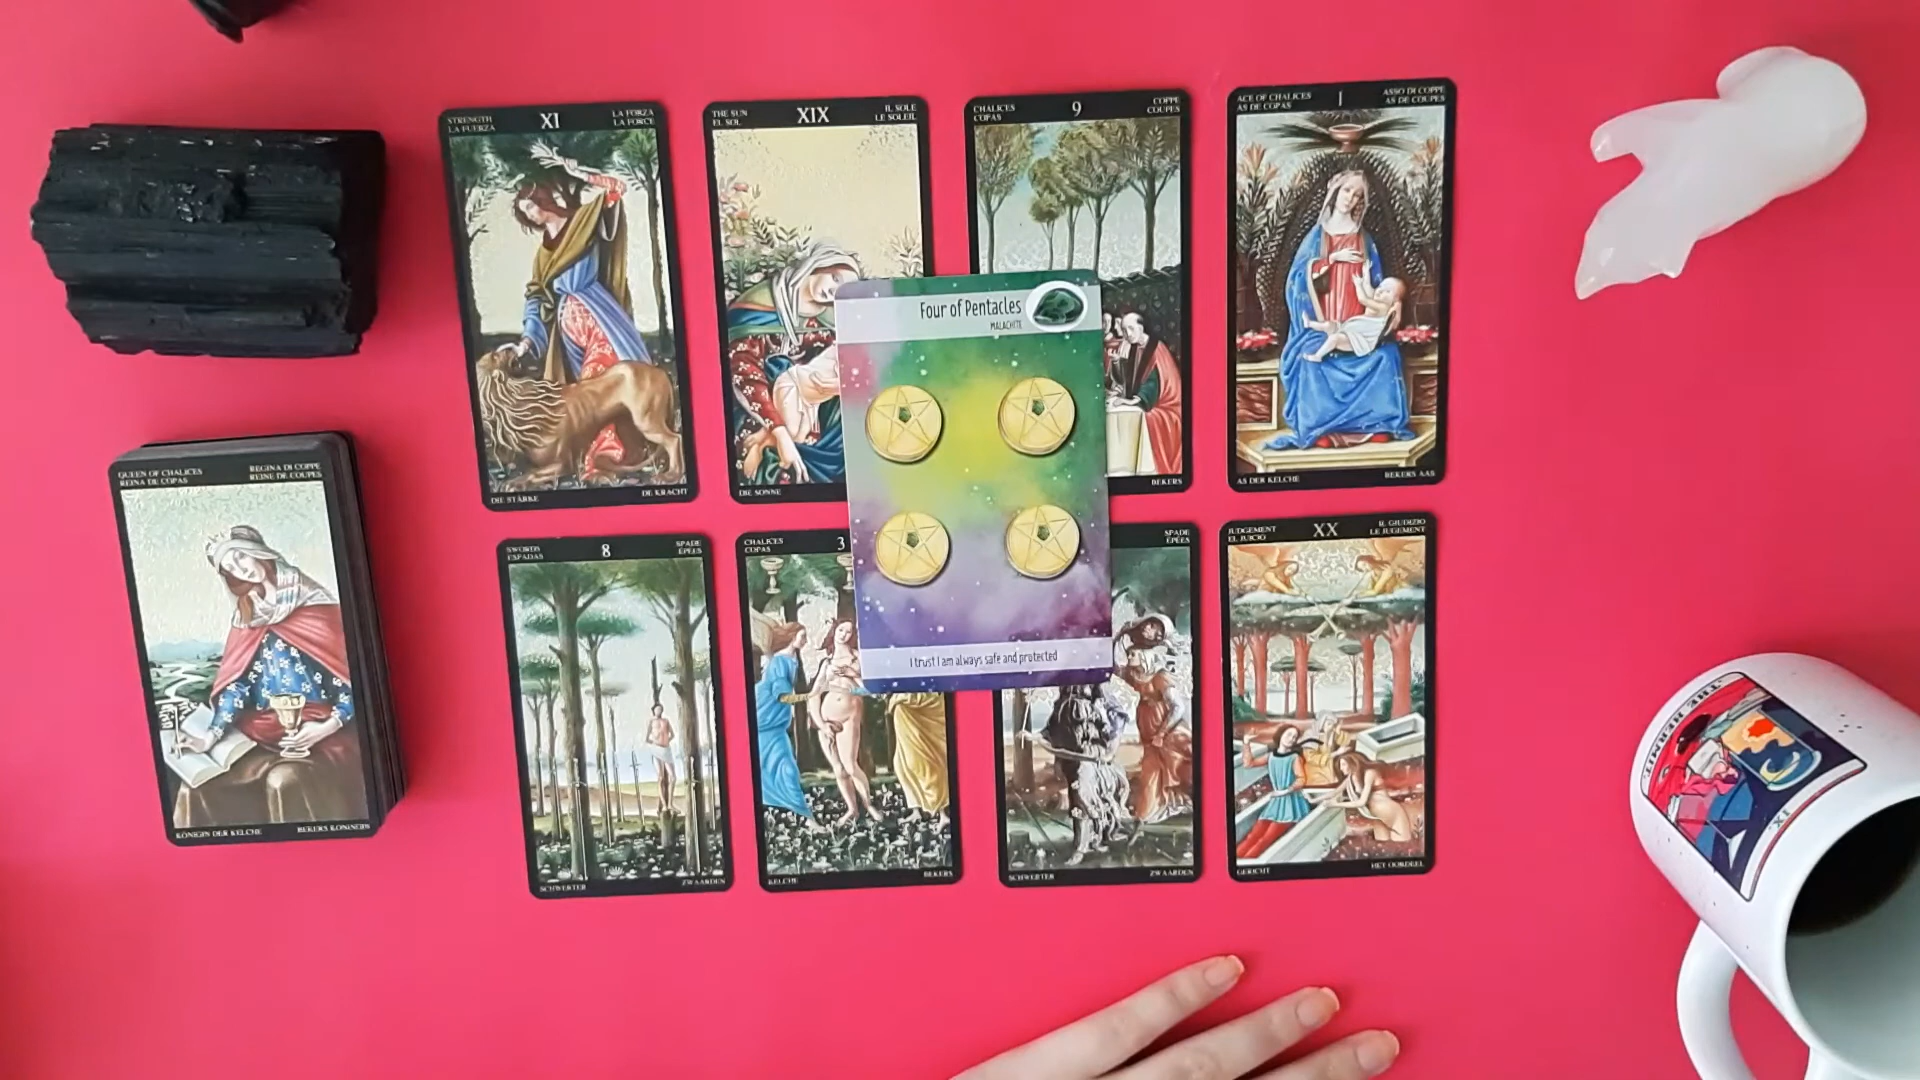 STRENGTH
LA FUERZA
XI
LA FORZA
LA FORCE
DIE STÄRKE
DE KRACHT
THE SUN
EL SOL
XIX
IL SOLE
LE SOLEIL
DIE SONNE
CHALICES
COPAS
9
COPPE
COUPES
BEKERS
ACE OF CHALICES
AS DE COPAS
I
ASSO DI COPPE
AS DE COUPES
AS DER KELCHE
BEKERS AAS
Four of Pentacles
MALACHITE
I trust I am always safe and protected
QUEEN OF CHALICES
REINA DE COPAS
REGINA DI COPPE
REINE DE COUPES
KÖNIGIN DER KELCHE
BEKERS KONINGIN
SWORDS
ESPADAS
8
SPADE
EPÉES
SCHWERTER
ZWAARDEN
CHALICES
COPAS
3
KELCHE
BEKERS
SPADE
EPÉES
SCHWERTER
ZWAARDEN
JUDGEMENT
EL JUICIO
XX
IL GIUDIZIO
LE JUGEMENT
GERICHT
HET OORDEEL
THE HERMIT
IX